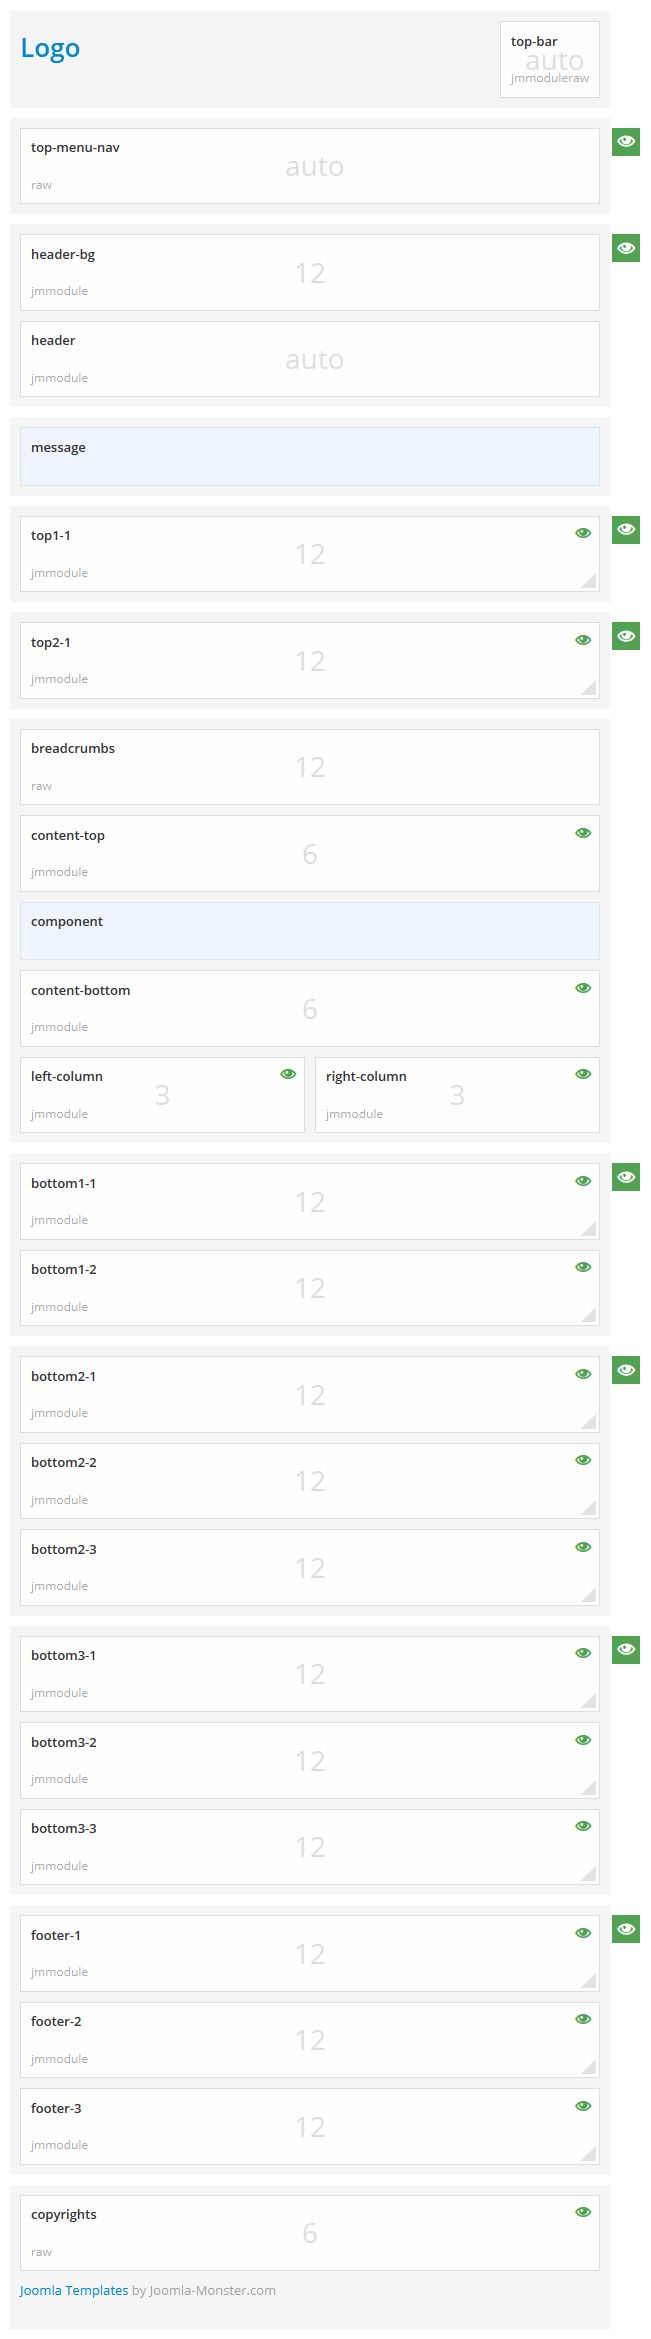 Logo
top-bar
auto
jmmoduleraw
top-menu-nav
auto
raw
header-bg
12
jmmodule
header
auto
jmmodule
message
top1-1
12
jmmodule
top2-1
12
jmmodule
breadcrumbs
12
raw
content-top
6
jmmodule
component
content-bottom
6
jmmodule
left-column
3
jmmodule
right-column
3
jmmodule
bottom1-1
12
jmmodule
bottom1-2
12
jmmodule
bottom2-1
12
jmmodule
bottom2-2
12
jmmodule
bottom2-3
12
jmmodule
bottom3-1
12
jmmodule
bottom3-2
12
jmmodule
bottom3-3
12
jmmodule
footer-1
12
jmmodule
footer-2
12
jmmodule
footer-3
12
jmmodule
copyrights
6
raw
Joomla Templates by Joomla-Monster.com